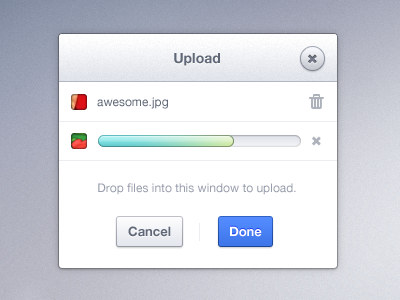 Upload
awesome.jpg
Drop files into this window to upload.
Cancel
Done